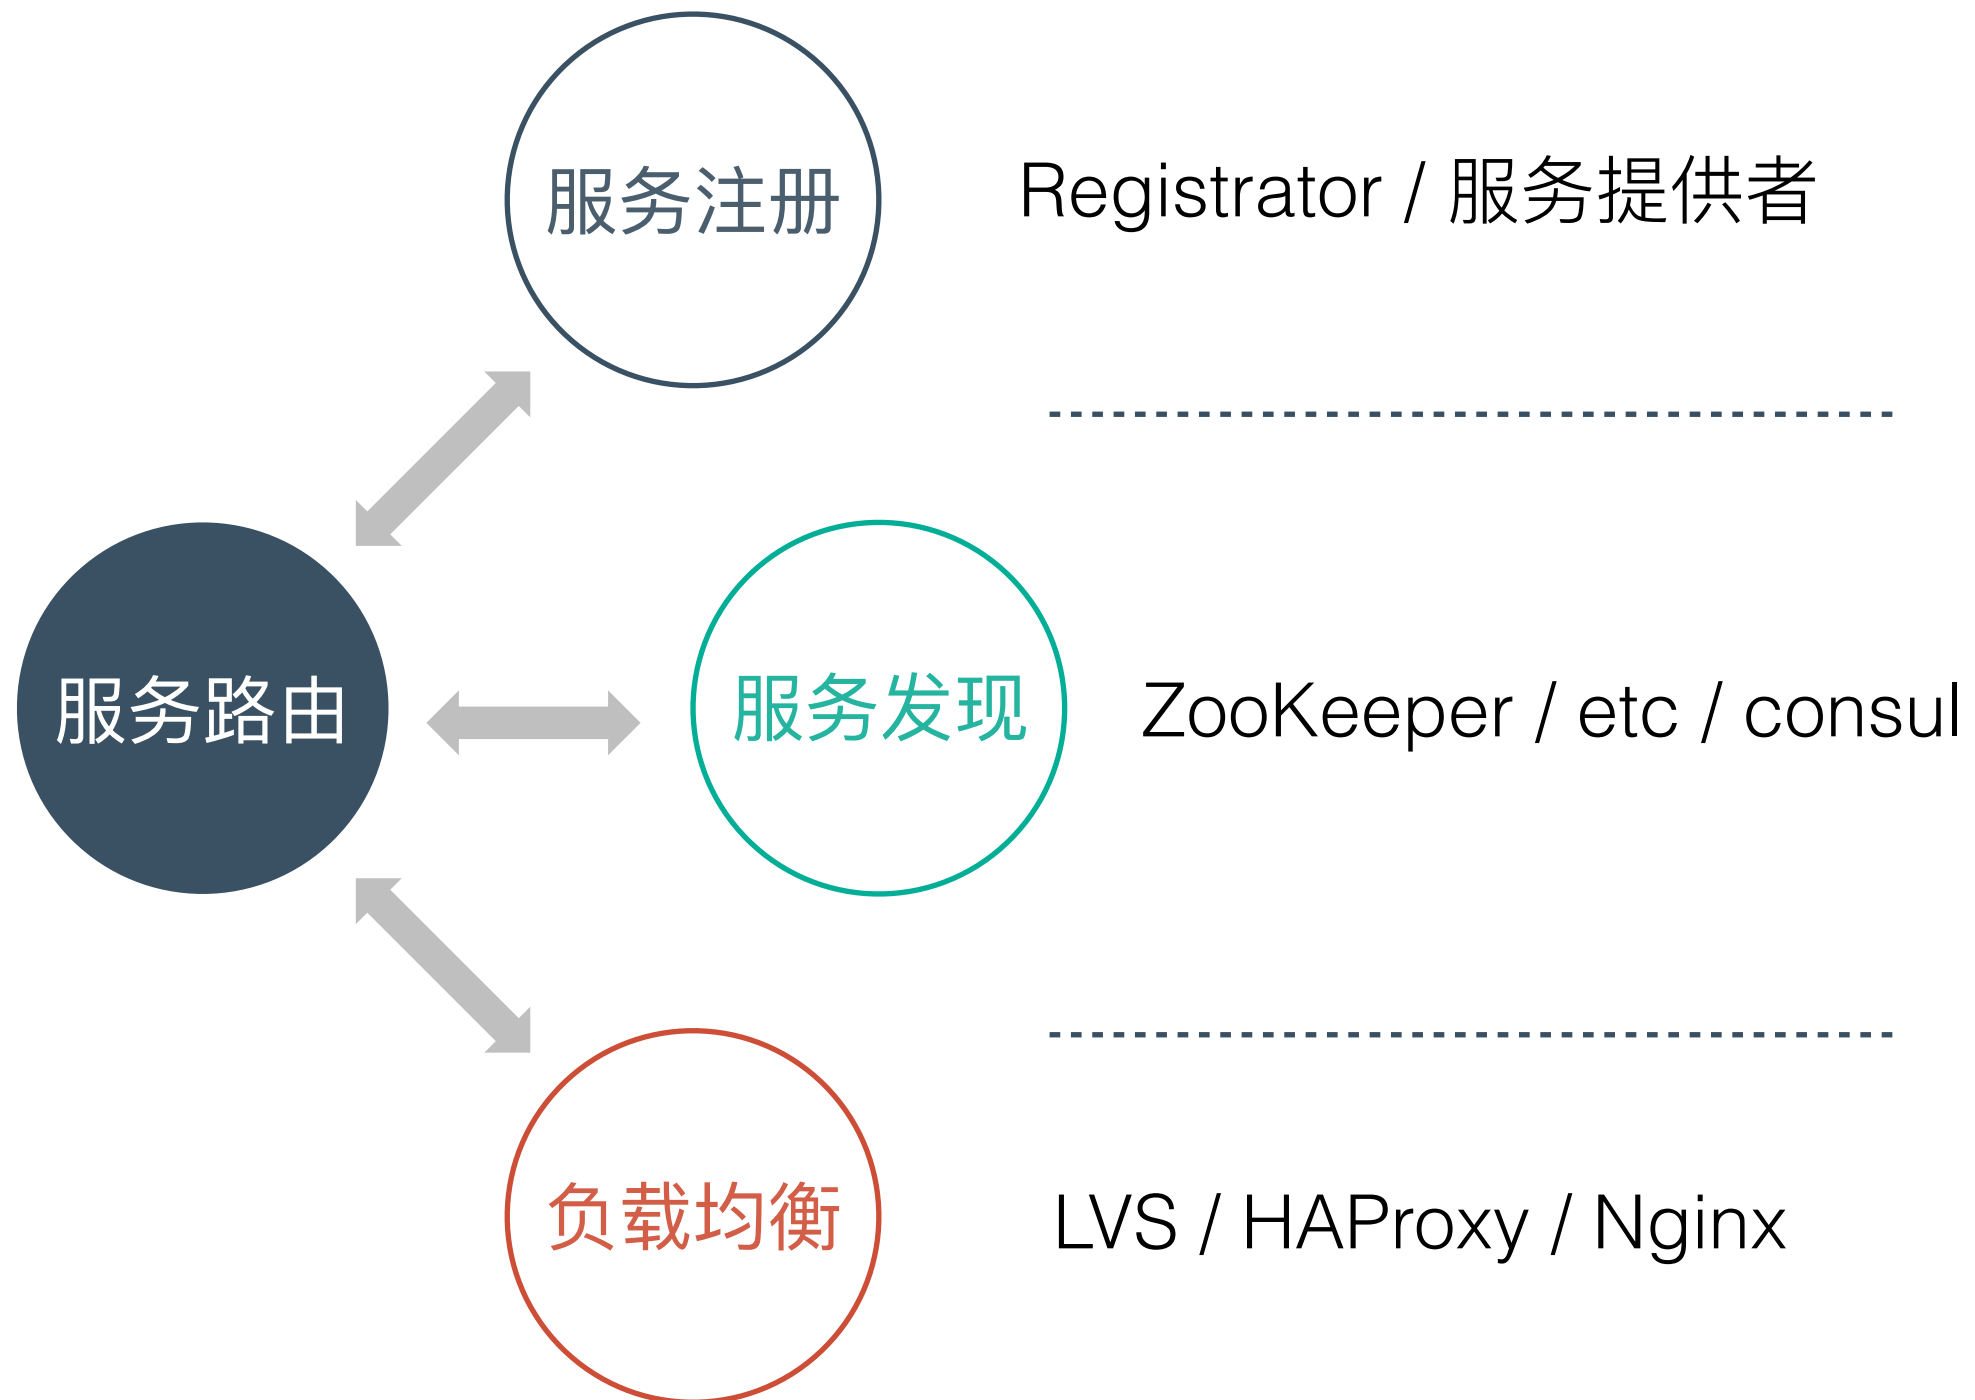 服务注册
Registrator / 服务提供者
服务路由
服务发现
ZooKeeper / etc / consul
负载均衡
LVS / HAProxy / Nginx